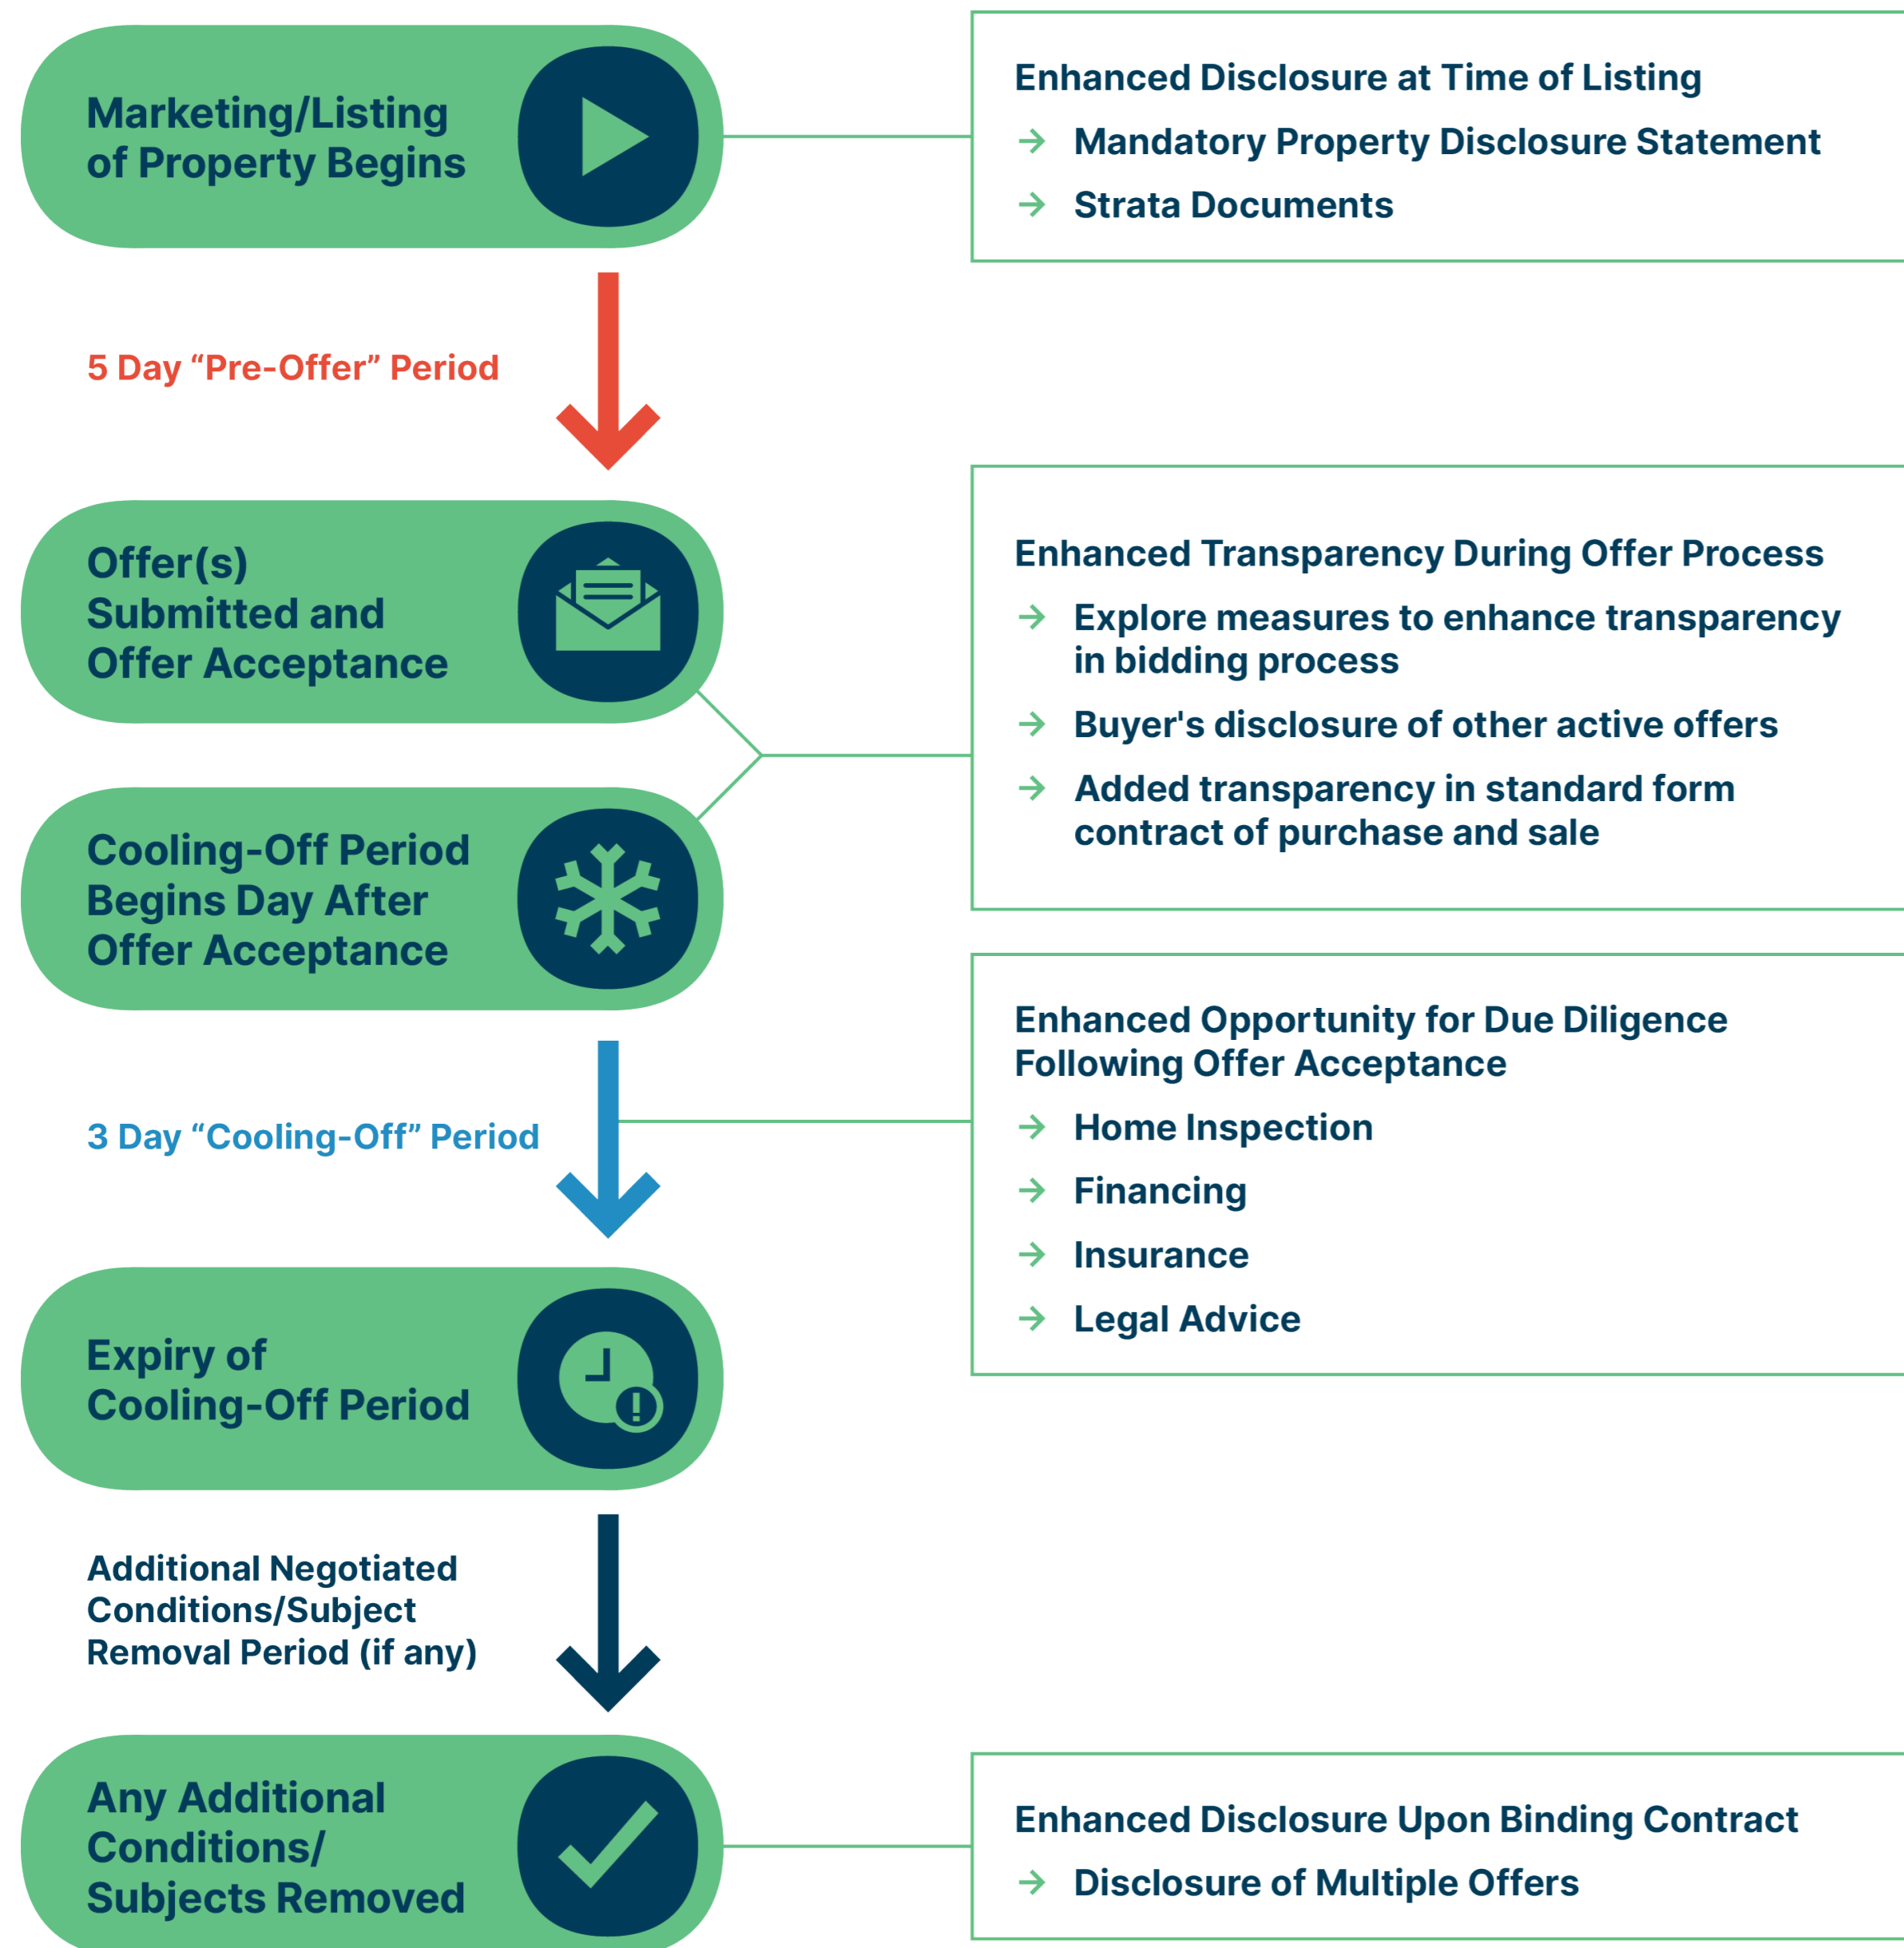 Marketing/Listing
of Property Begins
Enhanced Disclosure at Time of Listing
Mandatory Property Disclosure Statement
Strata Documents
5 Day “Pre-Offer” Period
Offer(s)
Submitted and
Offer Acceptance
Enhanced Transparency During Offer Process
Explore measures to enhance transparency
in bidding process
Buyer's disclosure of other active offers
Added transparency in standard form
contract of purchase and sale
Cooling-Off Period
Begins Day After
Offer Acceptance
3 Day “Cooling-Off” Period
Enhanced Opportunity for Due Diligence
Following Offer Acceptance
Home Inspection
Financing
Insurance
Legal Advice
Expiry of
Cooling-Off Period
Additional Negotiated
Conditions/Subject
Removal Period (if any)
Any Additional
Conditions/
Subjects Removed
Enhanced Disclosure Upon Binding Contract
Disclosure of Multiple Offers